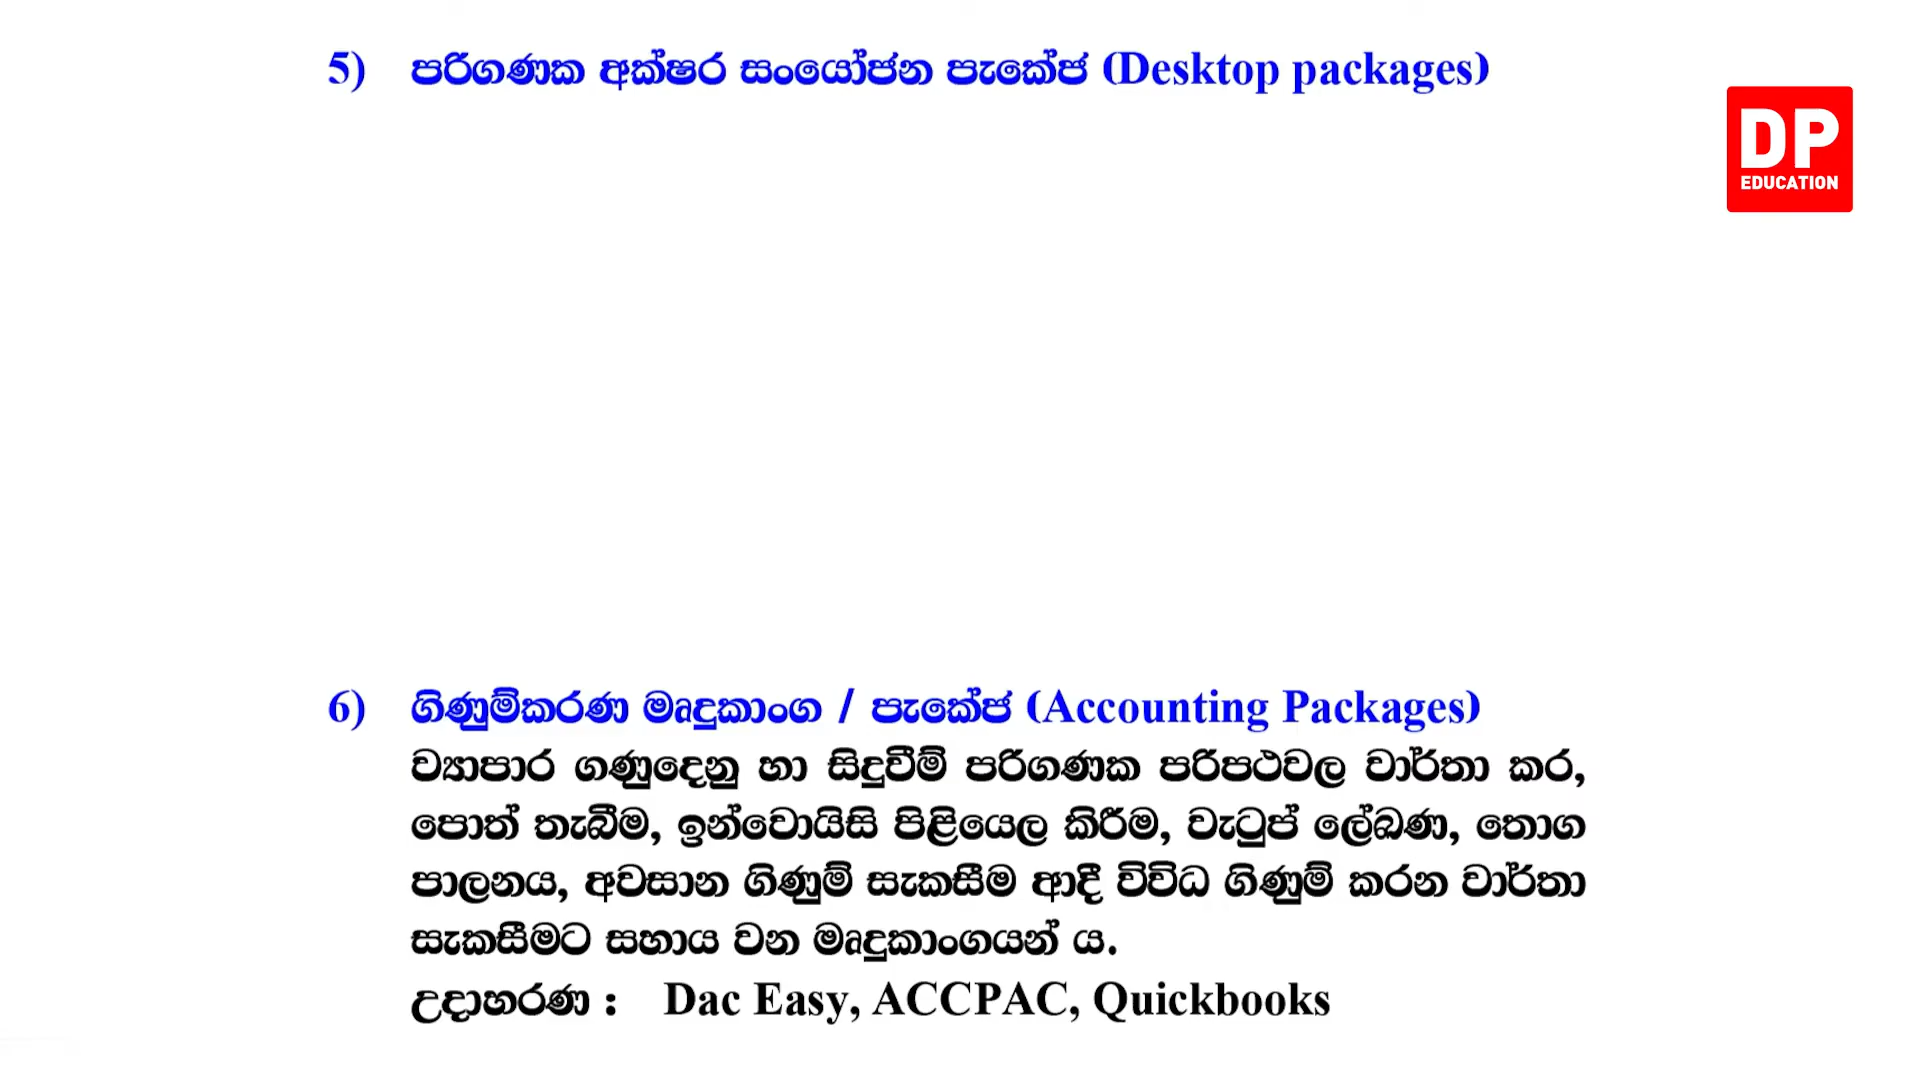 5) පරිගණක අක්ෂර සංයෝජන පැකේජ (Desktop packages)
DP
EDUCATION
6) ගිණුම්කරණ මෘදුකාංග / පැකේජ (Accounting Packages)
ව්‍යාපාර ගණුදෙනු හා සිදුවීම් පරිගණක පරිපථවල වාර්තා කර,
පොත් තැබීම, ඉන්වොයිසි පිළියෙල කිරීම, වැටුප් ලේඛණ, තොග
පාලනය, අවසාන ගිණුම් සැකසීම ආදී විවිධ ගිණුම් කරන වාර්තා
සැකසීමට සහාය වන මෘදුකාංගයන් ය.
උදාහරණ : Dac Easy, ACCPAC, Quickbooks